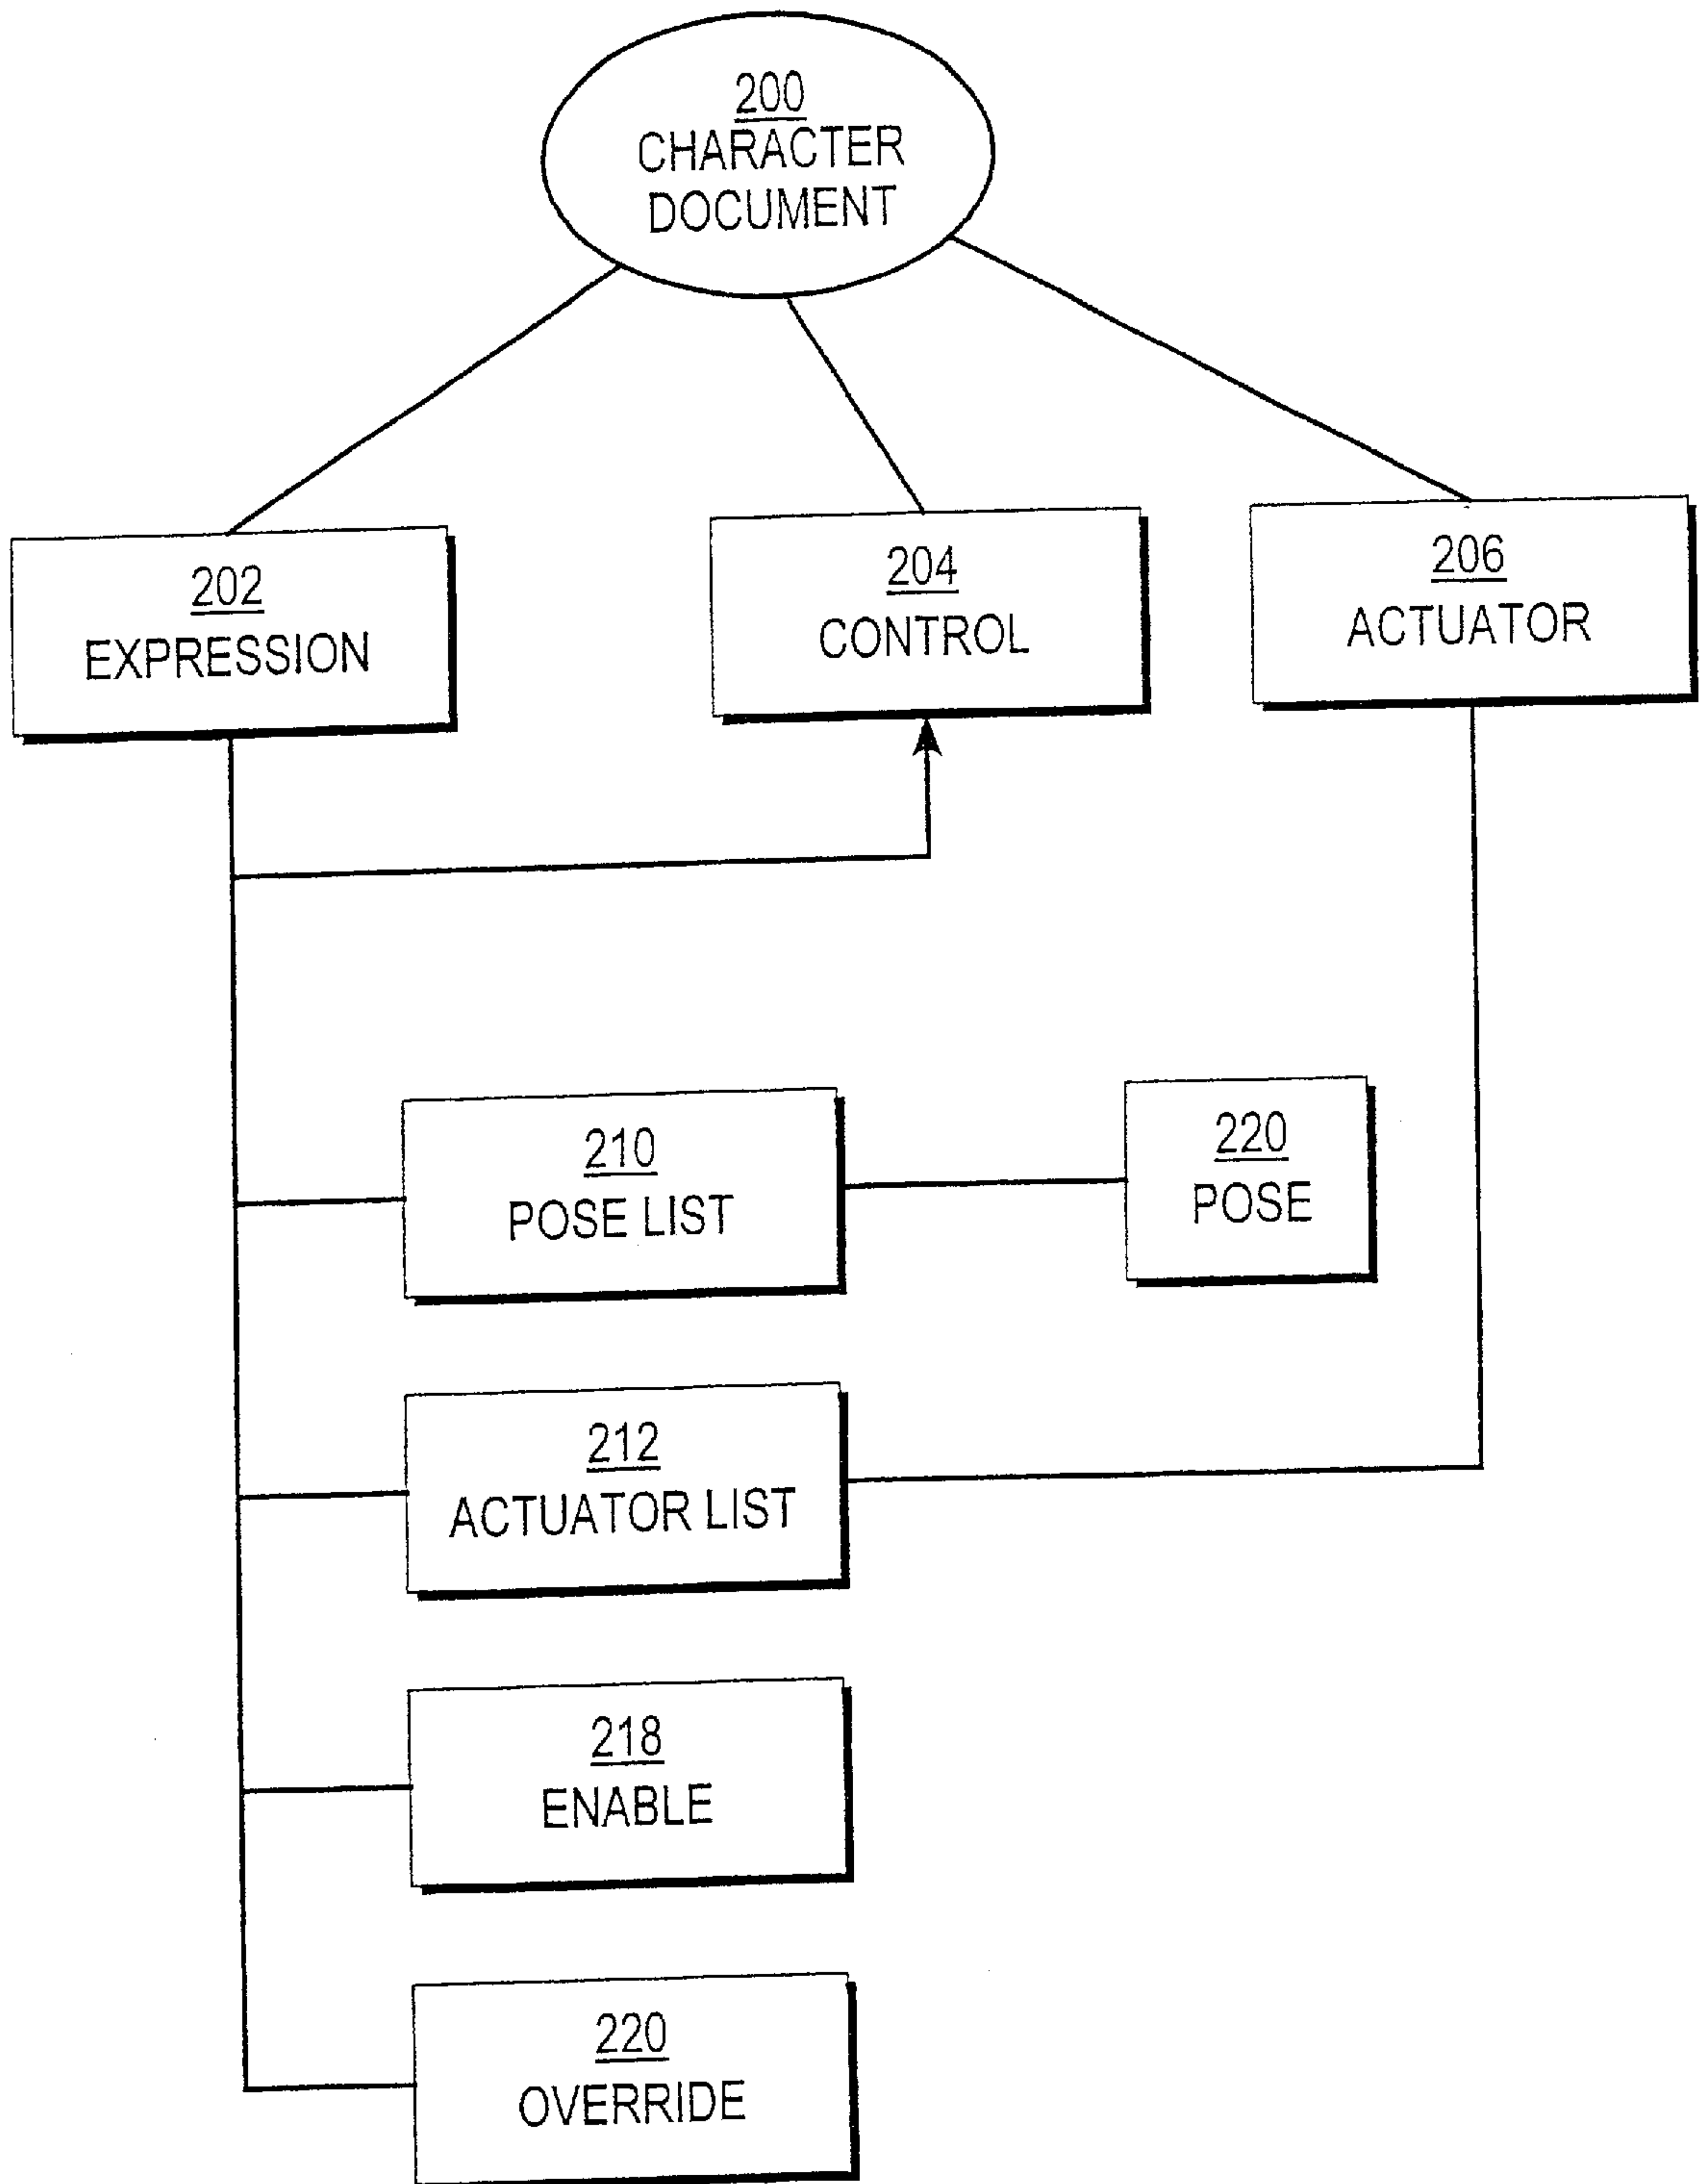 200
CHARACTER
DOCUMENT
202
EXPRESSION
204
CONTROL
206
ACTUATOR
210
POSE LIST
220
POSE
212
ACTUATOR LIST
218
ENABLE
220
OVERRIDE